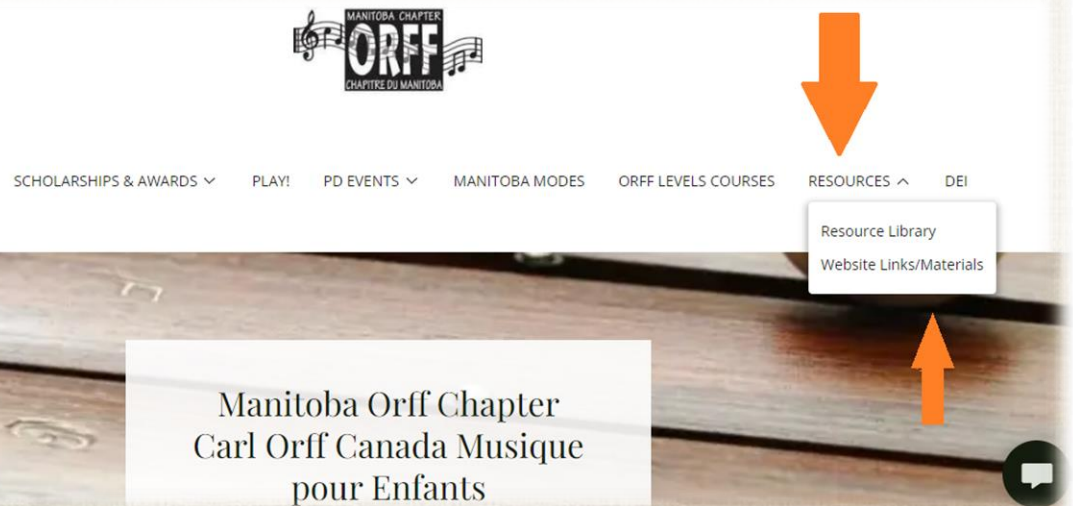 MANITOBA CHAPTER
ORFF
CHAPITRE DU MANITOBA
SCHOLARSHIPS & AWARDS PLAY! PD EVENTS MANITOBA MODES ORFF LEVELS COURSES RESOURCES DEI
Resource Library
Website Links/Materials
Manitoba Orff Chapter
Carl Orff Canada Musique
pour Enfants